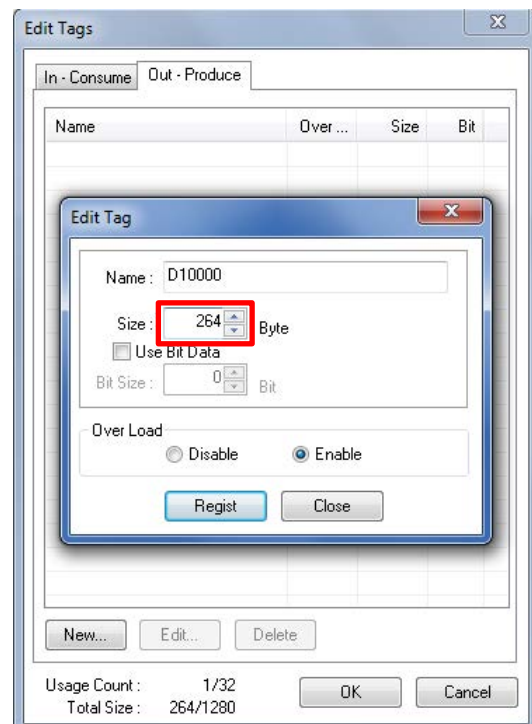 Edit Tags
In - Consume Out - Produce
Name Over ... Size Bit
Edit Tag
Name : D10000
Size : 264 Byte
Use Bit Data
Bit Size : 0 Bit
Over Load
Disable Enable
Regist Close
New... Edit... Delete
Usage Count : 1/32
OK Cancel
Total Size : 264/1280